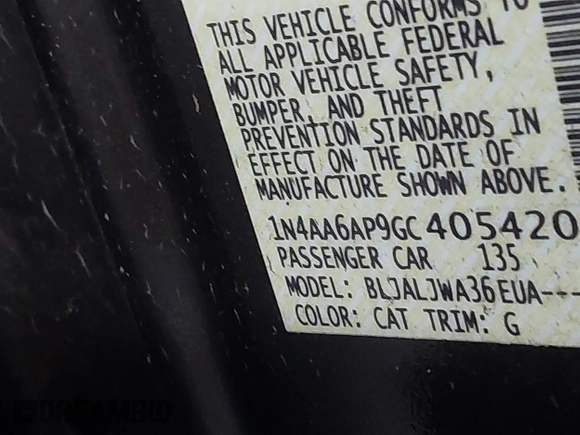 THIS VEHICLE CONFORMS TO
ALL APPLICABLE FEDERAL
MOTOR VEHICLE SAFETY,
BUMPER, AND THEFT
PREVENTION STANDARDS IN
EFFECT ON THE DATE OF
MANUFACTURE SHOWN ABOVE.
1N4AA6AP9GC405420
PASSENGER CAR 135
MODEL: BLJALJWA36EUA---
COLOR: CAT TRIM: G
DREAMBID